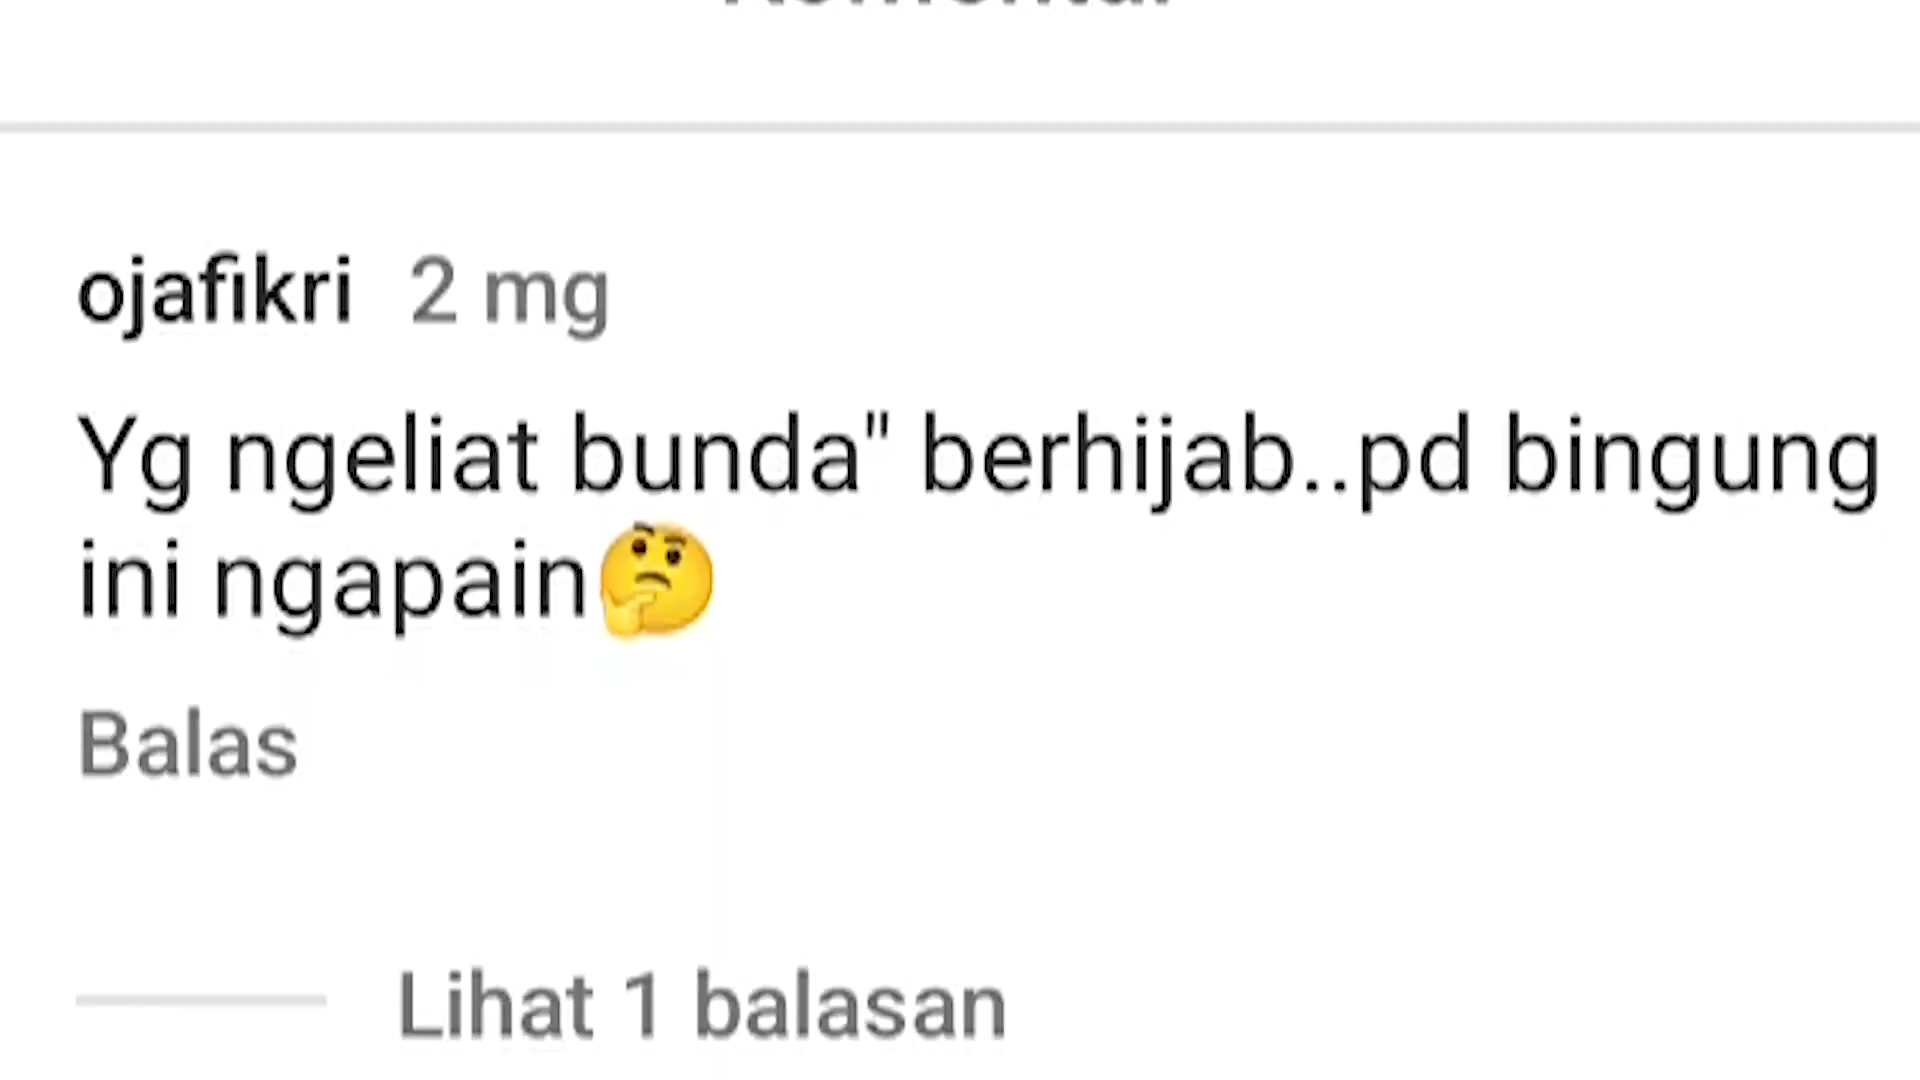 ojafikri 2 mg
Yg ngeliat bunda" berhijab..pd bingung
ini ngapain🤔
Balas
Lihat 1 balasan